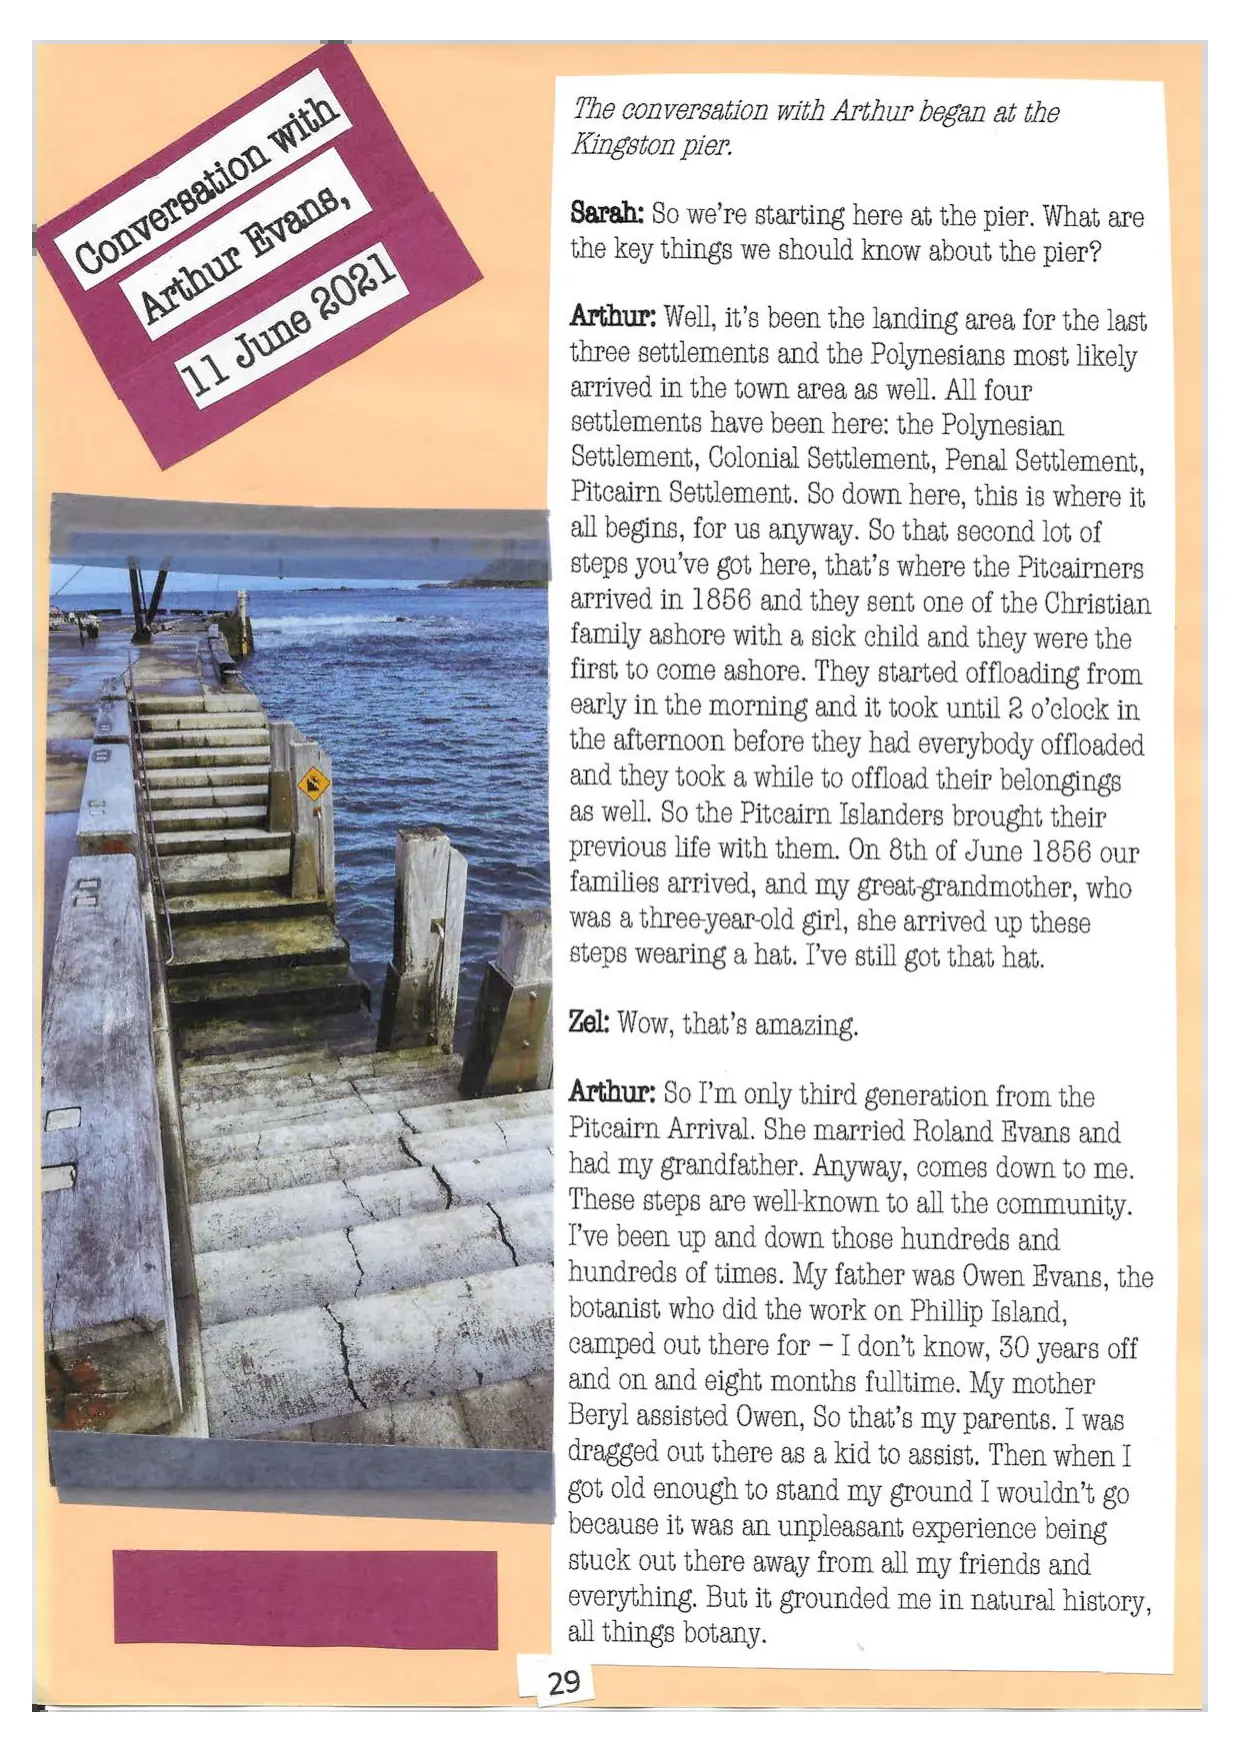 Conversation with
Arthur Evans,
11 June 2021
The conversation with Arthur began at the
Kingston pier.
Sarah: So we're starting here at the pier. What are
the key things we should know about the pier?
Arthur: Well, it's been the landing area for the last
three settlements and the Polynesians most likely
arrived in the town area as well. All four
settlements have been here: the Polynesian
Settlement, Colonial Settlement, Penal Settlement,
Pitcairn Settlement. So down here, this is where it
all begins, for us anyway. So that second lot of
steps you've got here, that's where the Pitcairners
arrived in 1856 and they sent one of the Christian
family ashore with a sick child and they were the
first to come ashore. They started offloading from
early in the morning and it took until 2 o'clock in
the afternoon before they had everybody offloaded
and they took a while to offload their belongings
as well. So the Pitcairn Islanders brought their
previous life with them. On 8th of June 1856 our
families arrived, and my great-grandmother, who
was a three-year-old girl, she arrived up these
steps wearing a hat. I've still got that hat.
Zel: Wow, that's amazing.
Arthur: So I'm only third generation from the
Pitcairn Arrival. She married Roland Evans and
had my grandfather. Anyway, comes down to me.
These steps are well-known to all the community.
I've been up and down those hundreds and
hundreds of times. My father was Owen Evans, the
botanist who did the work on Phillip Island,
camped out there for – I don't know, 30 years off
and on and eight months fulltime. My mother
Beryl assisted Owen, So that's my parents. I was
dragged out there as a kid to assist. Then when I
got old enough to stand my ground I wouldn't go
because it was an unpleasant experience being
stuck out there away from all my friends and
everything. But it grounded me in natural history,
all things botany.
29